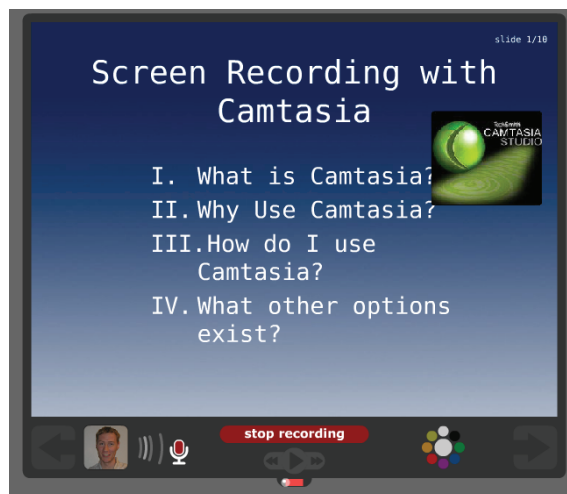 slide 1/10
Screen Recording with
Camtasia
TechSmith
CAMTASIA
STUDIO
I. What is Camtasia?
II. Why Use Camtasia?
III.How do I use
Camtasia?
IV. What other options
exist?
stop recording